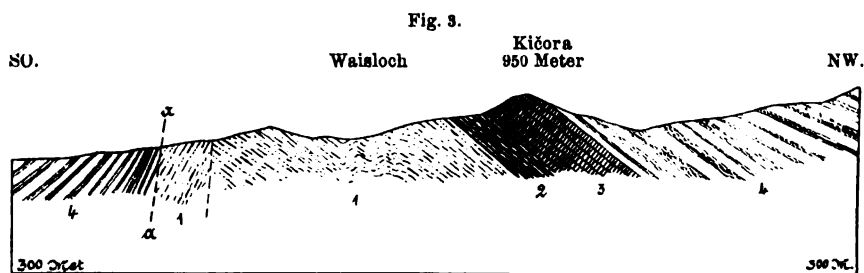 Fig. 3.
Kičora
SO. Waisloch 950 Meter NW.
a
4 1 1 2 3 4
a
300 Met 300 M.